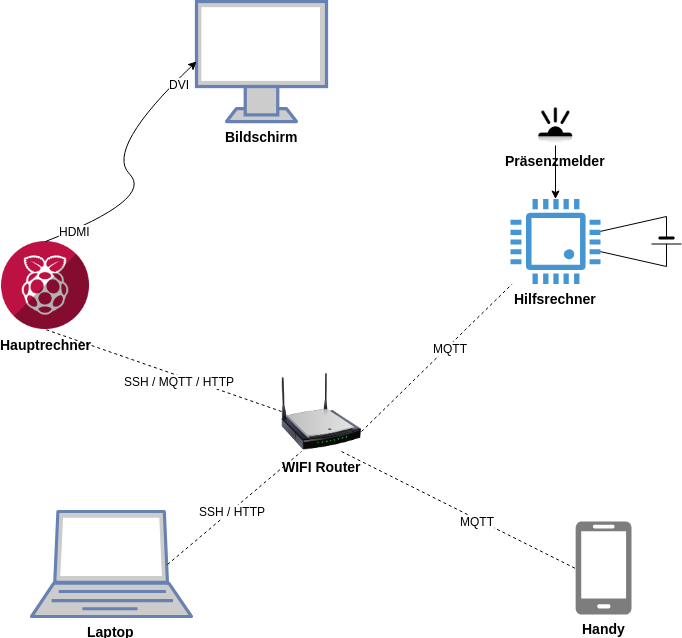 DVI
Bildschirm
Präsenzmelder
HDMI
Hilfsrechner
Hauptrechner
MQTT
SSH / MQTT / HTTP
WIFI Router
SSH / HTTP
MQTT
Laptop
Handy